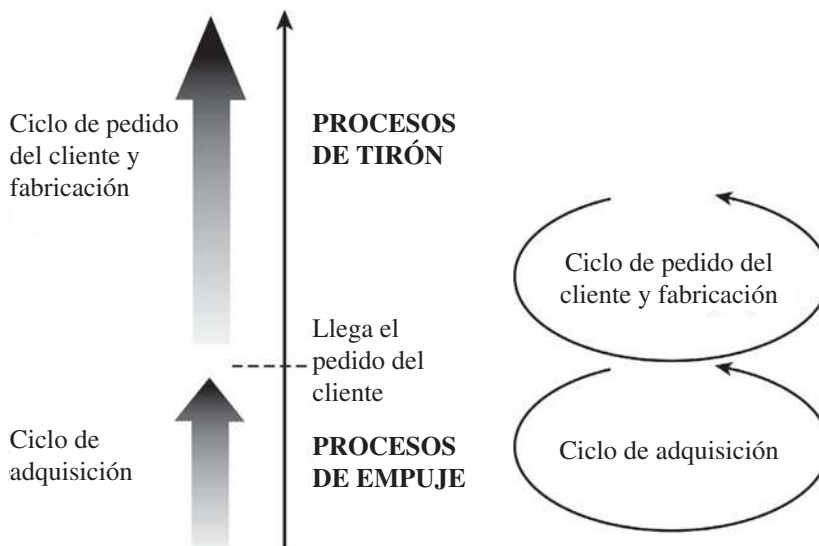 Ciclo de pedido
del cliente y
fabricación
PROCESOS
DE TIRÓN
Ciclo de pedido del
cliente y fabricación
Llega el
pedido del
cliente
Ciclo de
adquisición
PROCESOS
DE EMPUJE
Ciclo de adquisición